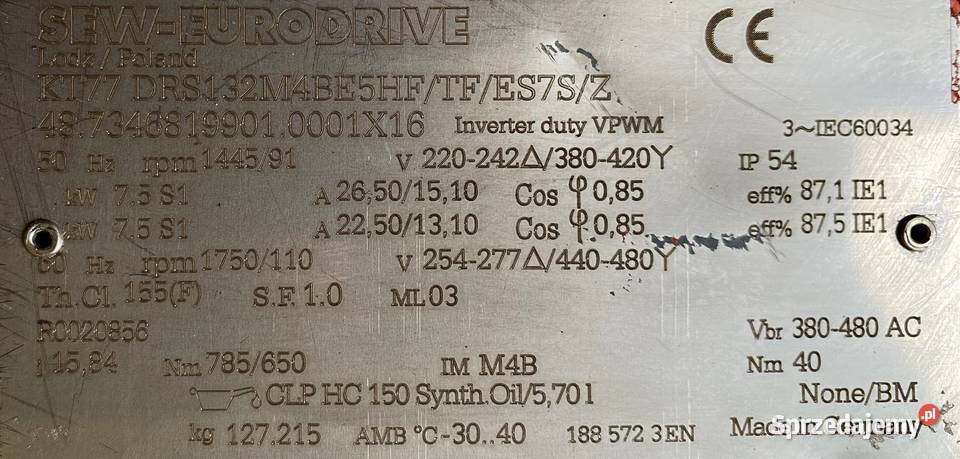 SEW-EURODRIVE CE
Lodz / Poland
KT77 DRS132M4BE5HF/TF/ES7S/Z
48.7346819901.0001X16 Inverter duty VPWM 3~IEC60034
50 Hz rpm 1445/91 V 220-242Δ/380-420Y IP 54
kW 7.5 S1 A 26,50/15,10 Cos φ 0,85 eff% 87,1 IE1
kW 7.5 S1 A 22,50/13,10 Cos φ 0,85 eff% 87,5 IE1
60 Hz rpm 1750/110 V 254-277Δ/440-480Y
Th.Cl. 155(F) S.F. 1.0 ML 03
R0020856 Vbr 380-480 AC
i 15,84 Nm 785/650 IM M4B Nm 40
CLP HC 150 Synth.Oil/5,70 l None/BM
kg 127.215 AMB °C -30..40 188 572 3 EN Made in Germany
Sprzedajemy.pl